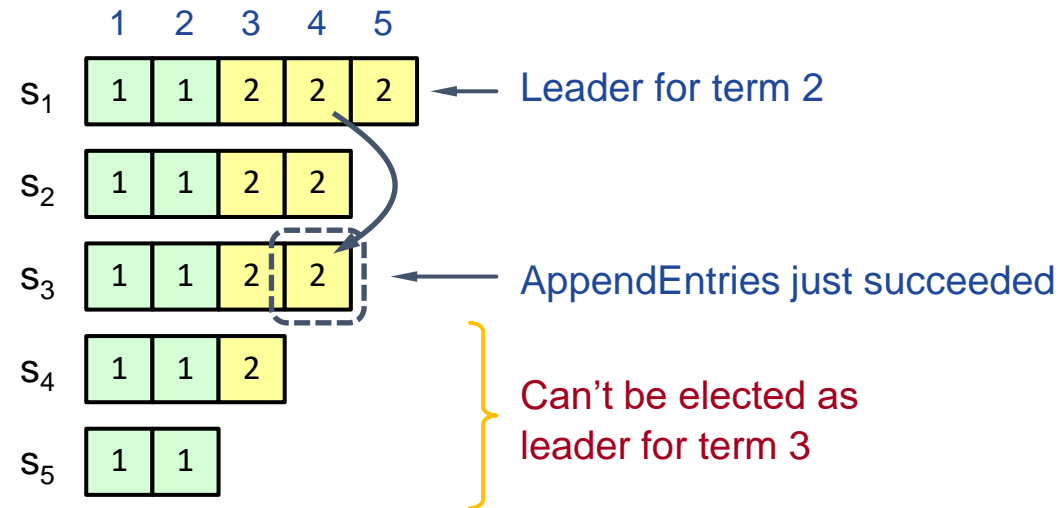 1 2 3 4 5
s1 1 1 2 2 2 Leader for term 2
s2 1 1 2 2
s3 1 1 2 2 AppendEntries just succeeded
s4 1 1 2
Can't be elected as
leader for term 3
s5 1 1